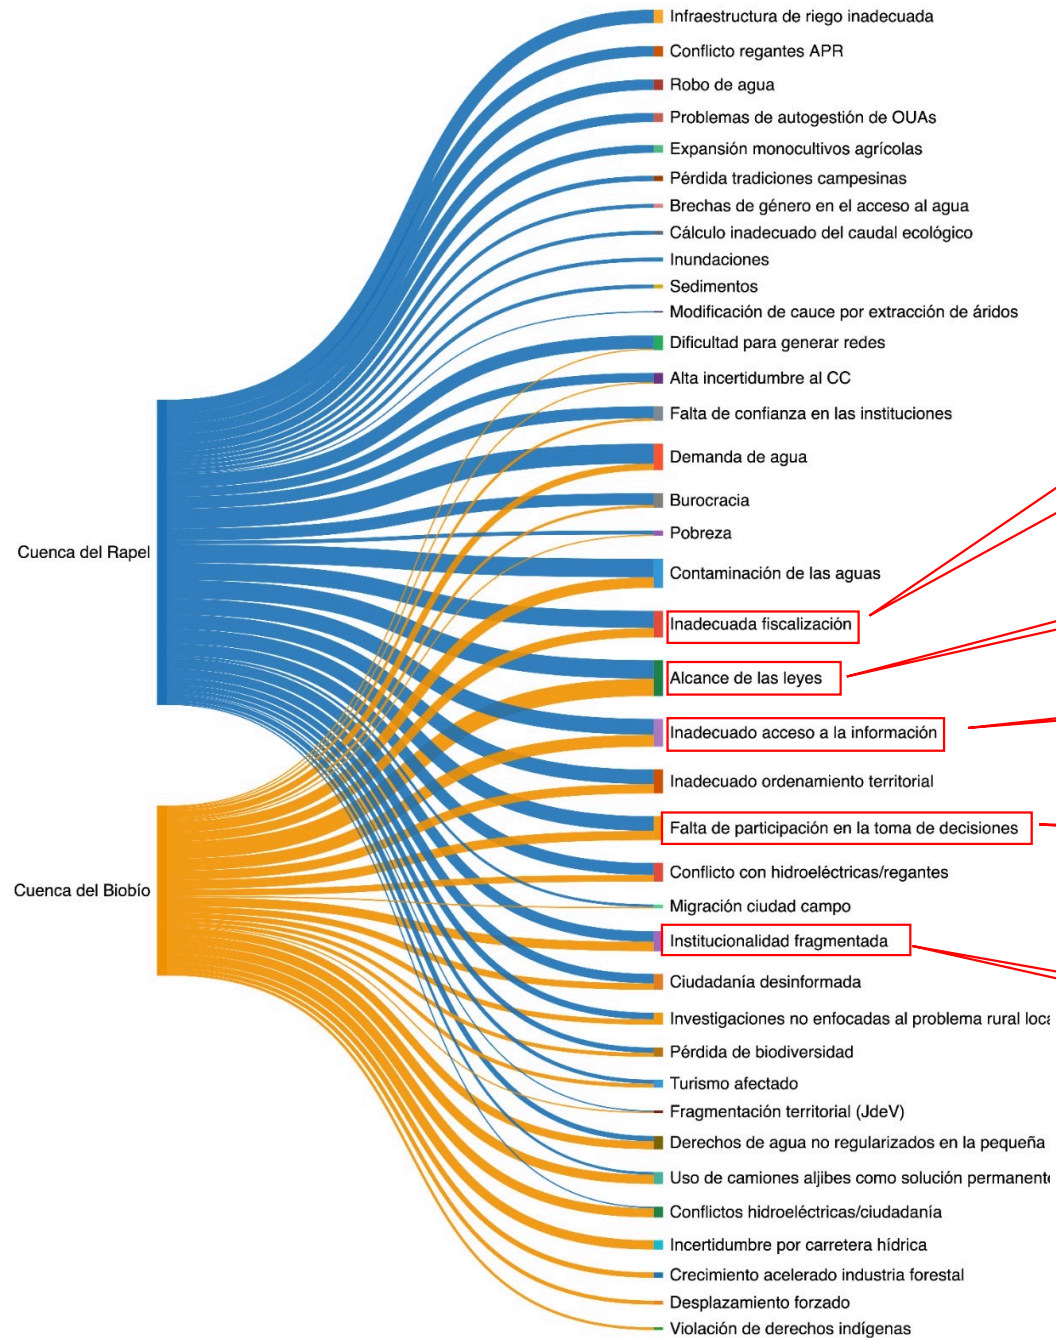 Infraestructura de riego inadecuada
Conflicto regantes APR
Robo de agua
Problemas de autogestión de OUAs
Expansión monocultivos agrícolas
Pérdida tradiciones campesinas
Brechas de género en el acceso al agua
Cálculo inadecuado del caudal ecológico
Inundaciones
Sedimentos
Modificación de cauce por extracción de áridos
Dificultad para generar redes
Alta incertidumbre al CC
Falta de confianza en las instituciones
Demanda de agua
Burocracia
Pobreza
Cuenca del Rapel
Contaminación de las aguas
Inadecuada fiscalización
Alcance de las leyes
Inadecuado acceso a la información
Inadecuado ordenamiento territorial
Falta de participación en la toma de decisiones
Conflicto con hidroeléctricas/regantes
Cuenca del Biobío
Migración ciudad campo
Institucionalidad fragmentada
Ciudadanía desinformada
Investigaciones no enfocadas al problema rural loca
Pérdida de biodiversidad
Turismo afectado
Fragmentación territorial (JdeV)
Derechos de agua no regularizados en la pequeña
Uso de camiones aljibes como solución permanente
Conflictos hidroeléctricas/ciudadanía
Incertidumbre por carretera hídrica
Crecimiento acelerado industria forestal
Desplazamiento forzado
Violación de derechos indígenas